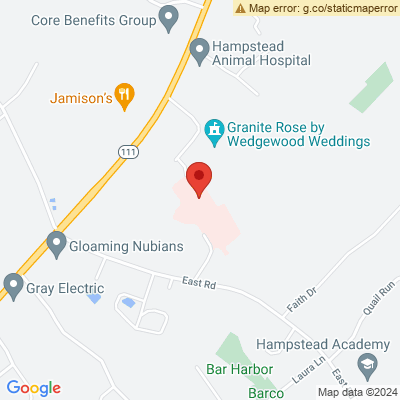 Map error: g.co/staticmaperror
Core Benefits Group
Hampstead
Animal Hospital
Jamison's
Granite Rose by
Wedgewood Weddings
111
Gloaming Nubians
East Rd
Gray Electric
Faith Dr
Quail Run
Hampstead Academy
Bar Harbor
Laura Ln
Barco
Google
Map data ©2024